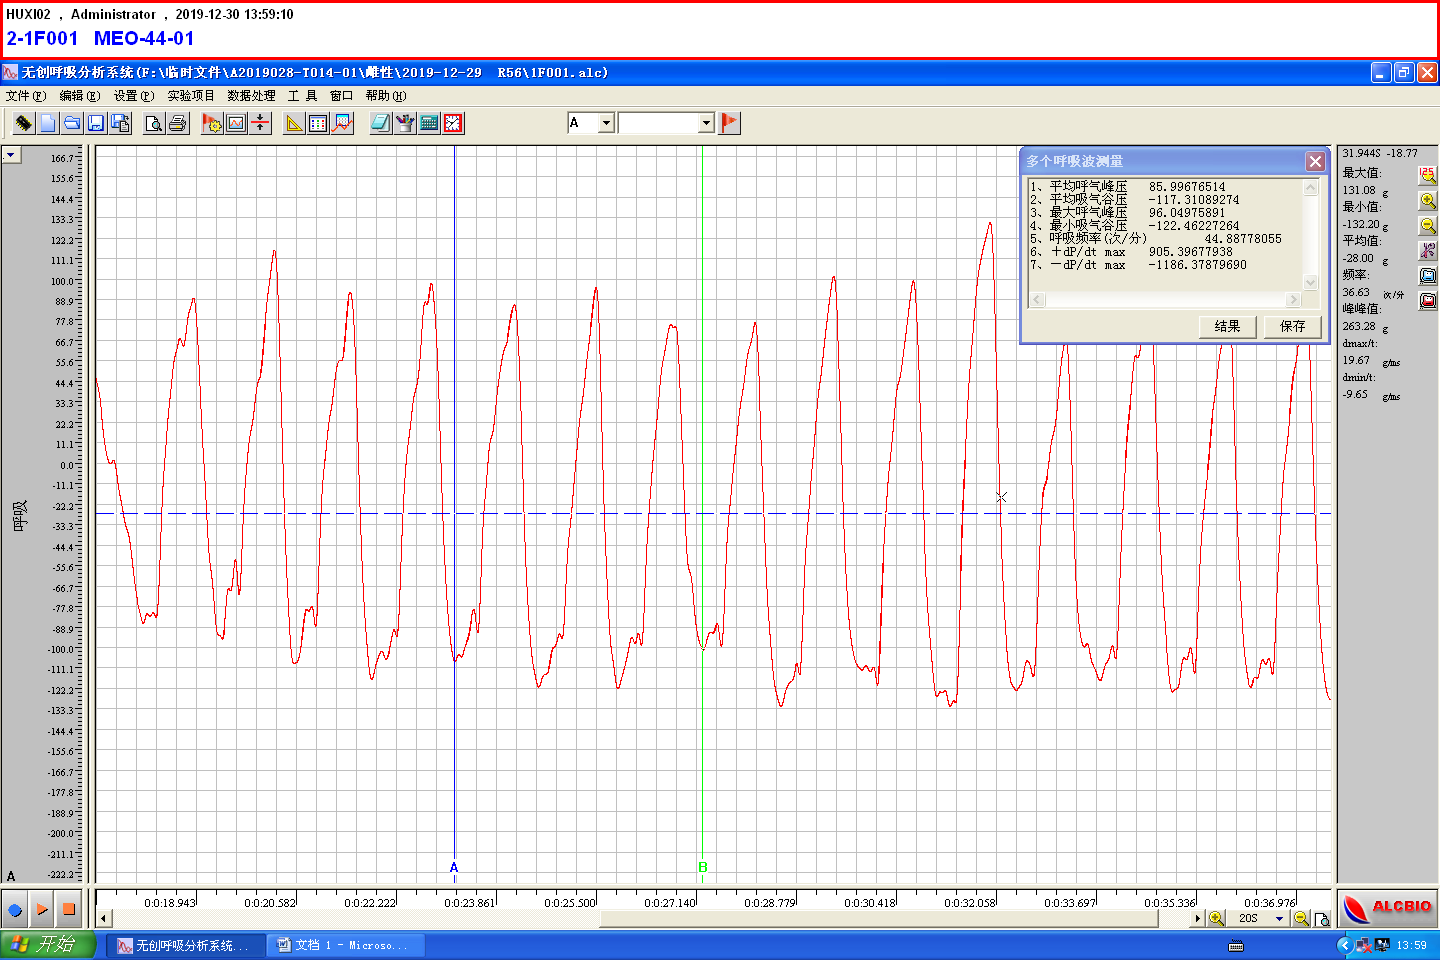 HUXI02 , Administrator , 2019-12-30 13:59:10
2-1F001 MEO-44-01
无创呼吸分析系统(F:\临时文件\A2019028-T014-01\雌性\2019-12-29 R56\1F001.alc)
文件(F) 编辑(E) 设置(P) 实验项目 数据处理 工 具 窗口 帮助(H)
A
多个呼吸波测量
1、平均呼气峰压 85.99676514
2、平均吸气谷压 -117.31089274
3、最大呼气峰压 96.04975891
4、最小吸气谷压 -122.46227264
5、呼吸频率(次/分) 44.88778055
6、＋dP/dt max 905.39677938
7、－dP/dt max -1186.37879690
结果 保存
31.944S -18.77
最大值:
131.08 g
最小值:
-132.20 g
平均值:
-28.00 g
频率:
36.63 次/分
峰峰值:
263.28 g
dmax/t:
19.67 g/ms
dmin/t:
-9.65 g/ms
125
166.7
155.6
144.4
133.3
122.2
111.1
100.0
88.9
77.8
66.7
55.6
44.4
33.3
22.2
11.1
0.0
-11.1
-22.2
-33.3
-44.4
-55.6
-66.7
-77.8
-88.9
-100.0
-111.1
-122.2
-133.3
-144.4
-155.6
-166.7
-177.8
-188.9
-200.0
-211.1
-222.2
呼吸
A
A B
0:0:18.943 0:0:20.582 0:0:22.222 0:0:23.861 0:0:25.500 0:0:27.140 0:0:28.779 0:0:30.418 0:0:32.058 0:0:33.697 0:0:35.336 0:0:36.976
20S
ALCBIO
开始 无创呼吸分析系统... 文档 1 - Microso... 13:59